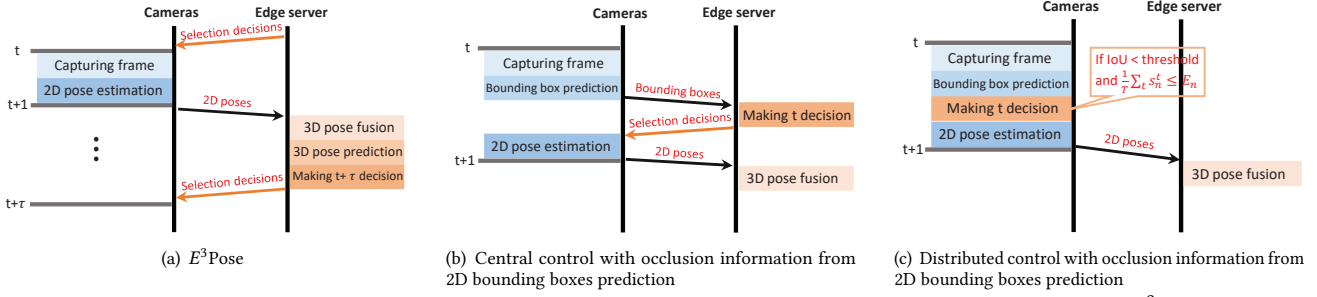 Cameras
Edge server
Selection decisions
t
Capturing frame
2D pose estimation
t+1
2D poses
3D pose fusion
3D pose prediction
Making t+ τ decision
Selection decisions
t+τ
(a) E³Pose
Cameras
Edge server
t
Capturing frame
Bounding box prediction
Bounding boxes
Making t decision
Selection decisions
2D pose estimation
t+1
2D poses
3D pose fusion
(b) Central control with occlusion information from
2D bounding boxes prediction
Cameras
Edge server
t
Capturing frame
Bounding box prediction
Making t decision
2D pose estimation
t+1
If IoU < threshold
and 1/T ∑_t s_n^t ≤ E_n
2D poses
3D pose fusion
(c) Distributed control with occlusion information from
2D bounding boxes prediction